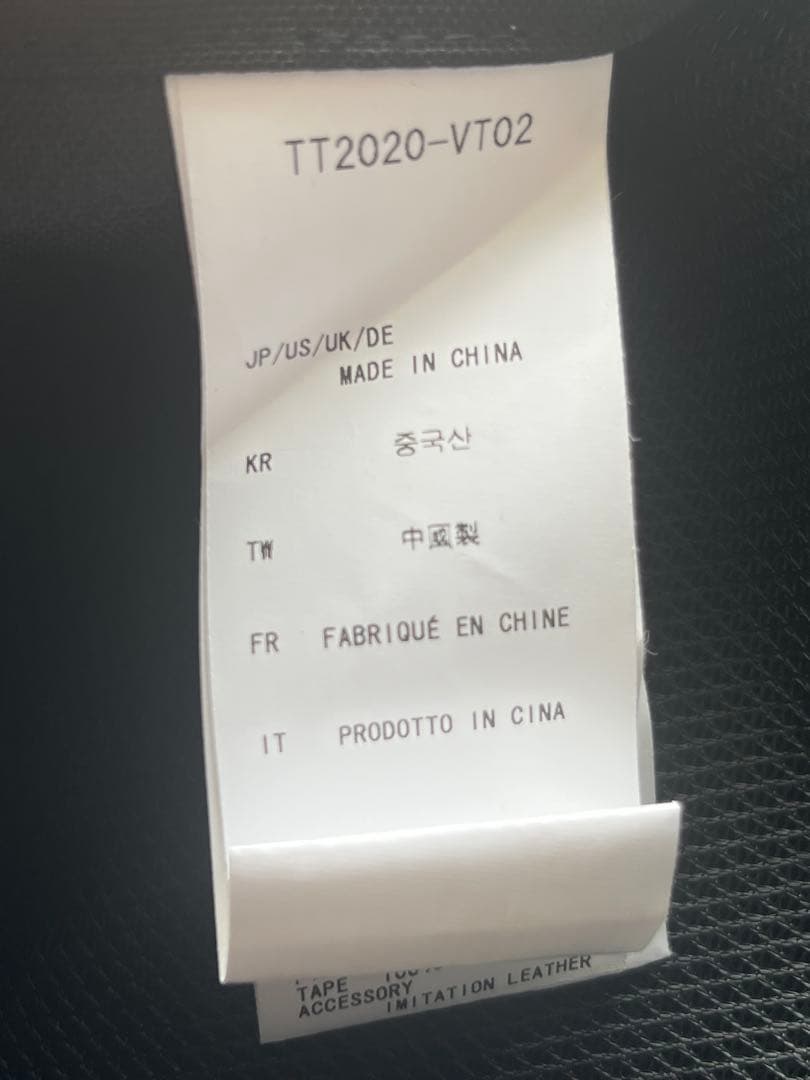 TT2020-VT02
JP/US/UK/DE
MADE IN CHINA
KR 중국산
TW 中國製
FR FABRIQUÉ EN CHINE
IT PRODOTTO IN CINA
TAPE
ACCESSORY
IMITATION LEATHER